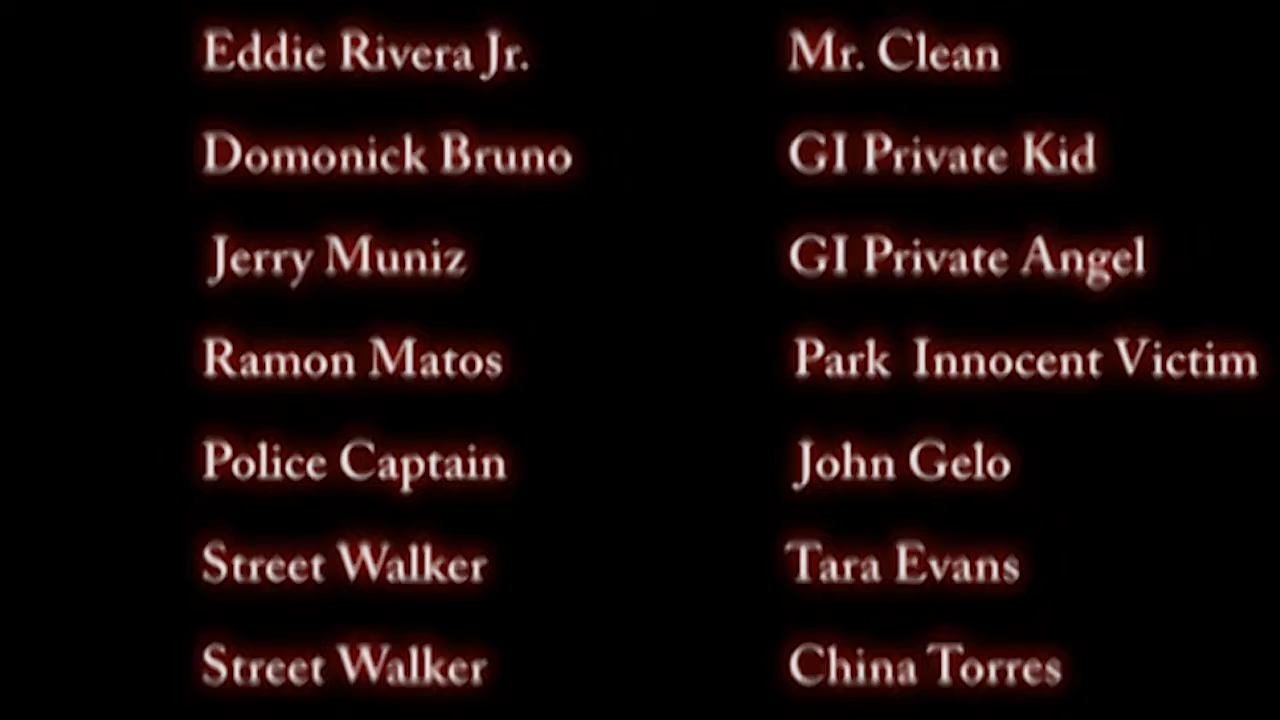 Eddie Rivera Jr. Mr. Clean
Domonick Bruno GI Private Kid
Jerry Muniz GI Private Angel
Ramon Matos Park Innocent Victim
Police Captain John Gelo
Street Walker Tara Evans
Street Walker China Torres